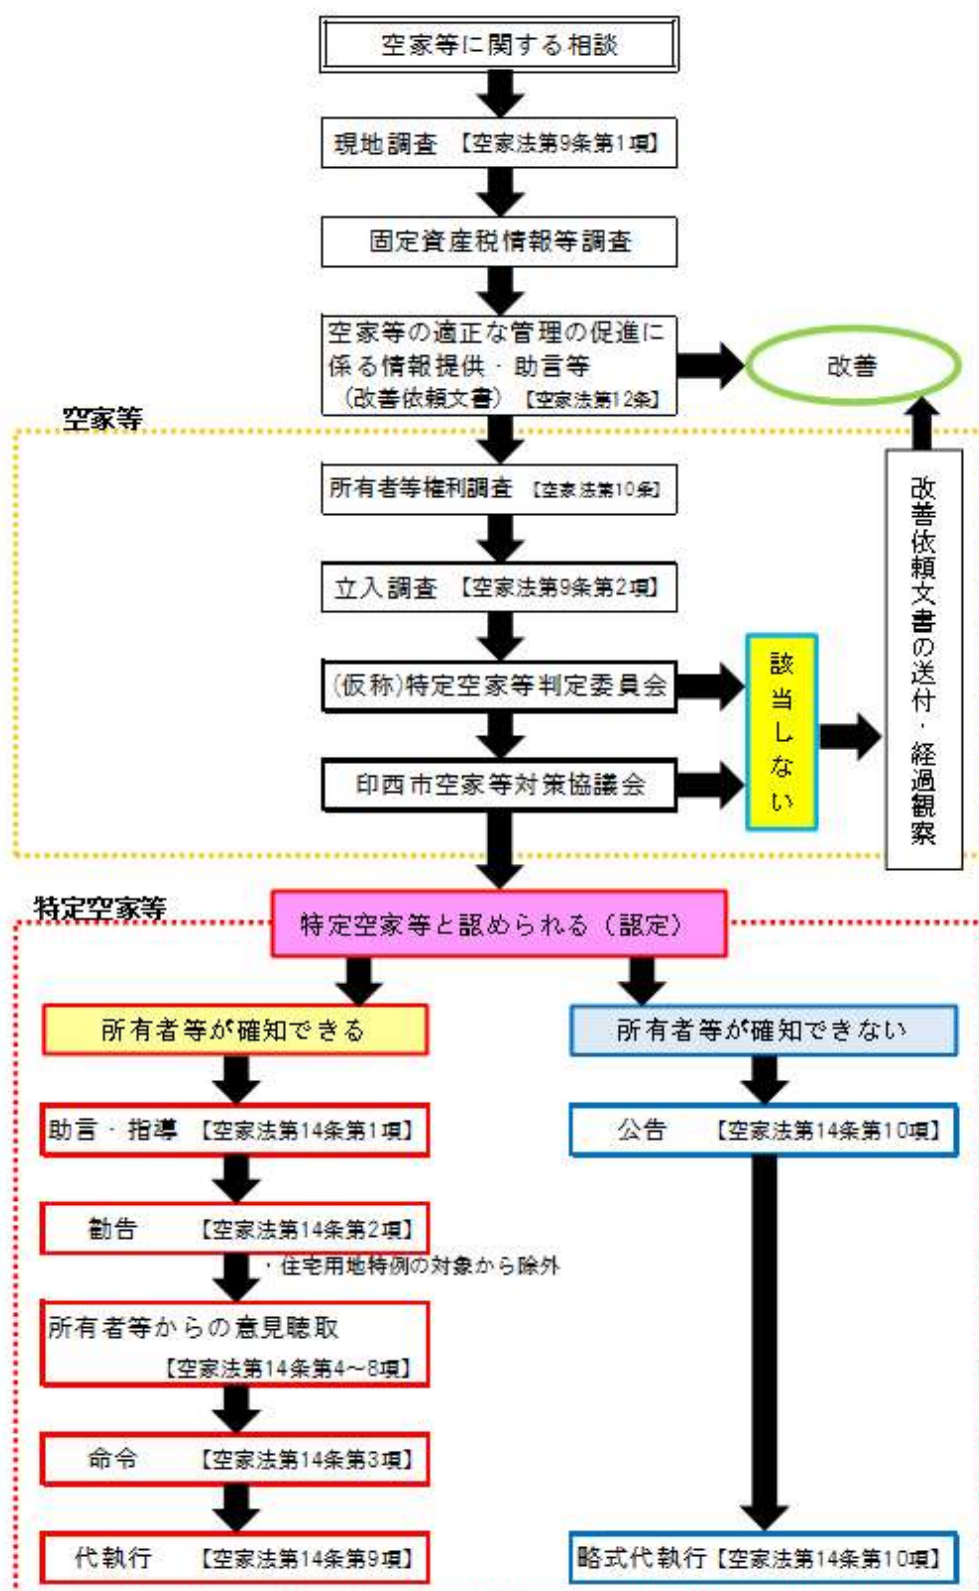 空家等に関する相談
現地調査 【空家法第9条第1項】
固定資産税情報等調査
空家等の適正な管理の促進に
係る情報提供・助言等
(改善依頼文書) 【空家法第12条】
改善
空家等
所有者等権利調査 【空家法第10条】
立入調査 【空家法第9条第2項】
(仮称)特定空家等判定委員会
印西市空家等対策協議会
該当しない
改善依頼文書の送付・経過観察
特定空家等
特定空家等と認められる(認定)
所有者等が確知できる
助言・指導 【空家法第14条第1項】
勧告 【空家法第14条第2項】
・住宅用地特例の対象から除外
所有者等からの意見聴取
【空家法第14条第4～8項】
命令 【空家法第14条第3項】
代執行 【空家法第14条第9項】
所有者等が確知できない
公告 【空家法第14条第10項】
略式代執行【空家法第14条第10項】